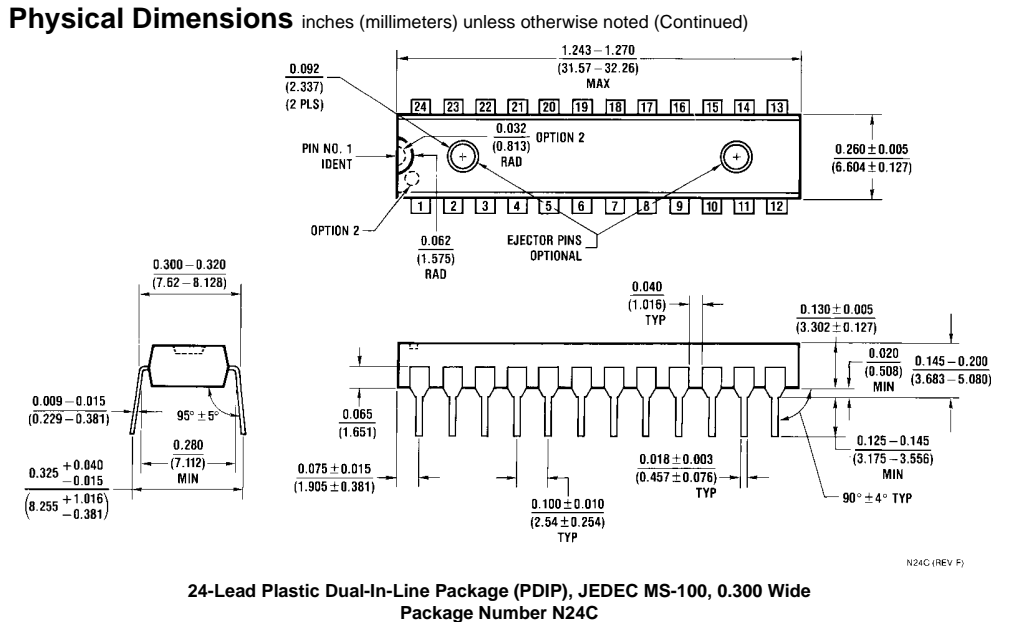 Physical Dimensions inches (millimeters) unless otherwise noted (Continued)
1.243 – 1.270
(31.57 – 32.26)
MAX
0.092
(2.337)
(2 PLS)
24 23 22 21 20 19 18 17 16 15 14 13
0.032
(0.813)
RAD
OPTION 2
PIN NO. 1
IDENT
0.260 ± 0.005
(6.604 ± 0.127)
1 2 3 4 5 6 7 8 9 10 11 12
OPTION 2
0.062
(1.575)
RAD
EJECTOR PINS
OPTIONAL
0.300 – 0.320
(7.62 – 8.128)
0.040
(1.016)
TYP
0.130 ± 0.005
(3.302 ± 0.127)
0.020
(0.508)
MIN
0.145 – 0.200
(3.683 – 5.080)
0.009 – 0.015
(0.229 – 0.381)
95° ± 5°
0.065
(1.651)
0.280
(7.112)
MIN
0.125 – 0.145
(3.175 – 3.556)
MIN
0.325 + 0.040
– 0.015
(8.255 + 1.016
– 0.381)
0.075 ± 0.015
(1.905 ± 0.381)
0.018 ± 0.003
(0.457 ± 0.076)
TYP
0.100 ± 0.010
(2.54 ± 0.254)
TYP
90° ± 4° TYP
N24C (REV F)
24-Lead Plastic Dual-In-Line Package (PDIP), JEDEC MS-100, 0.300 Wide
Package Number N24C